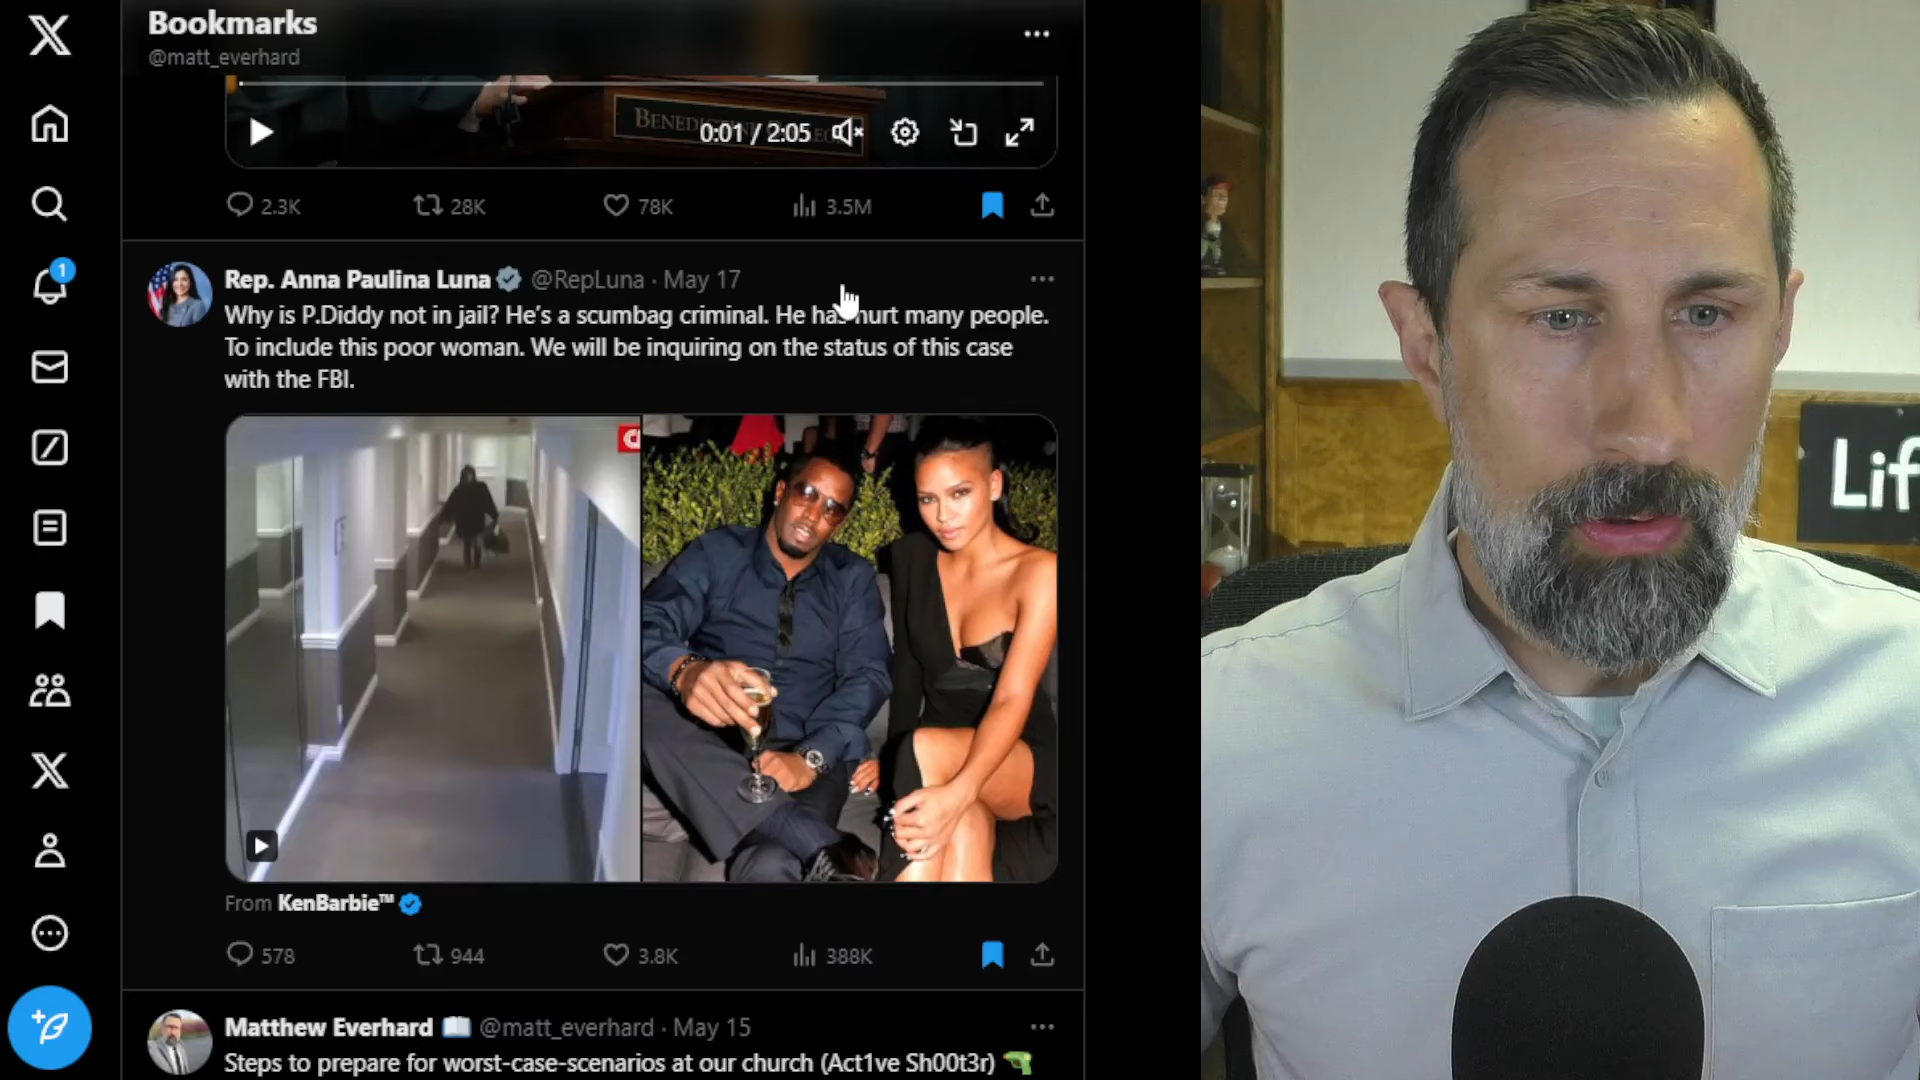 Bookmarks
@matt_everhard
BENEDICTINE
0:01 / 2:05
2.3K
28K
78K
3.5M
1
Rep. Anna Paulina Luna @RepLuna · May 17
Why is P.Diddy not in jail? He's a scumbag criminal. He has hurt many people.
To include this poor woman. We will be inquiring on the status of this case
with the FBI.
From KenBarbie™
578
944
3.8K
388K
Matthew Everhard 📖 @matt_everhard · May 15
Steps to prepare for worst-case-scenarios at our church (Act1ve Sh00t3r) 🔫
Lif